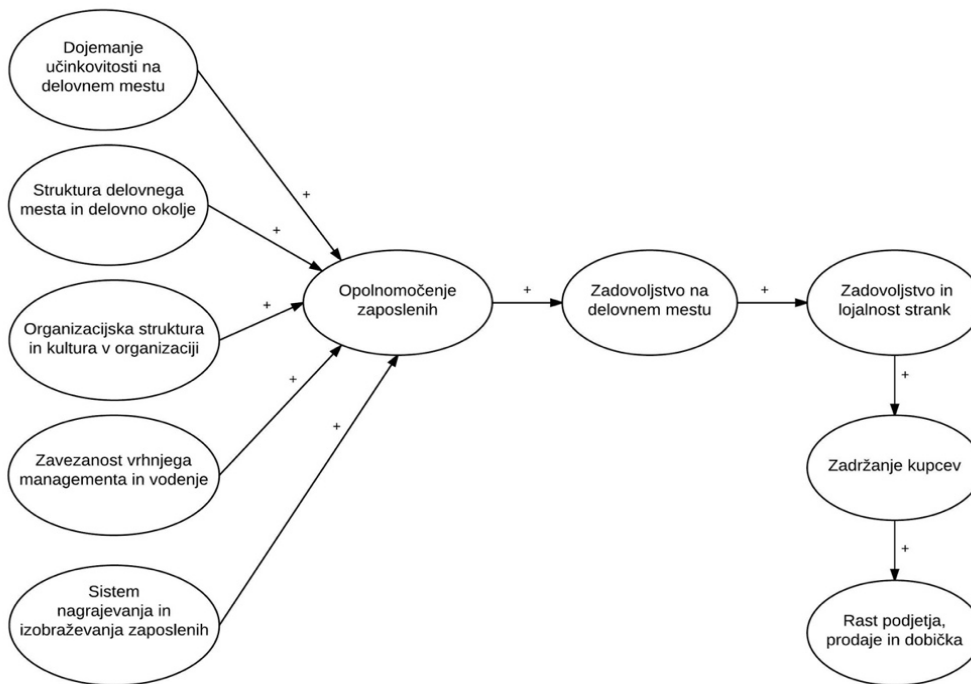 Dojemanje
učinkovitosti na
delovnem mestu
+
Struktura delovnega
mesta in delovno okolje
+
Organizacijska struktura
in kultura v organizaciji
+
Zavezanost vrhnjega
managementa in vodenje
+
Sistem
nagrajevanja in
izobraževanja zaposlenih
+
Opolnomočenje
zaposlenih
+
Zadovoljstvo na
delovnem mestu
+
Zadovoljstvo in
lojalnost strank
+
Zadržanje kupcev
+
Rast podjetja,
prodaje in dobička